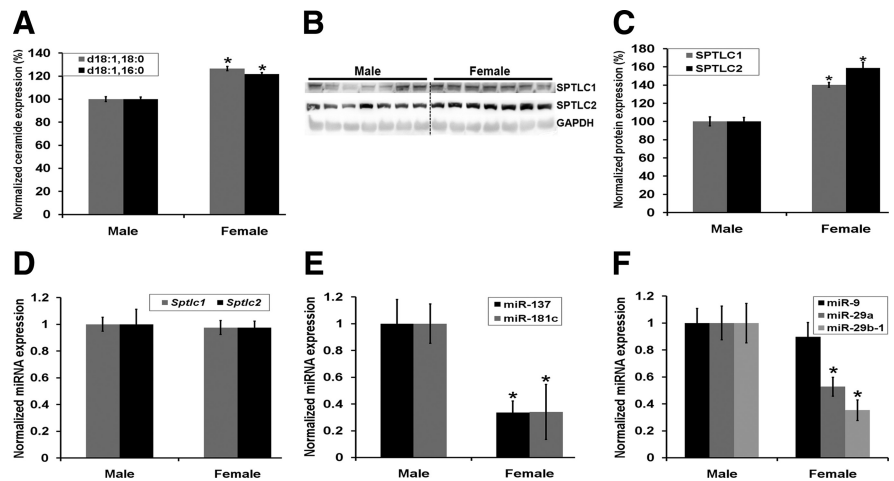 A
Normalized ceramide expression (%)
140
120
100
80
60
40
20
0
d18:1,18:0
d18:1,16:0
*
*
Male
Female
B
Male
Female
SPTLC1
SPTLC2
GAPDH
C
Normalized protein expression (%)
180
160
140
120
100
80
60
40
20
0
SPTLC1
SPTLC2
*
*
Male
Female
D
Normalized miRNA expression
1.2
1
0.8
0.6
0.4
0.2
0
Sptlc1 Sptlc2
Male
Female
E
Normalized miRNA expression
1.2
1
0.8
0.6
0.4
0.2
0
miR-137
miR-181c
*
*
Male
Female
F
Normalized miRNA expression
1.2
1
0.8
0.6
0.4
0.2
0
miR-9
miR-29a
miR-29b-1
*
*
Male
Female